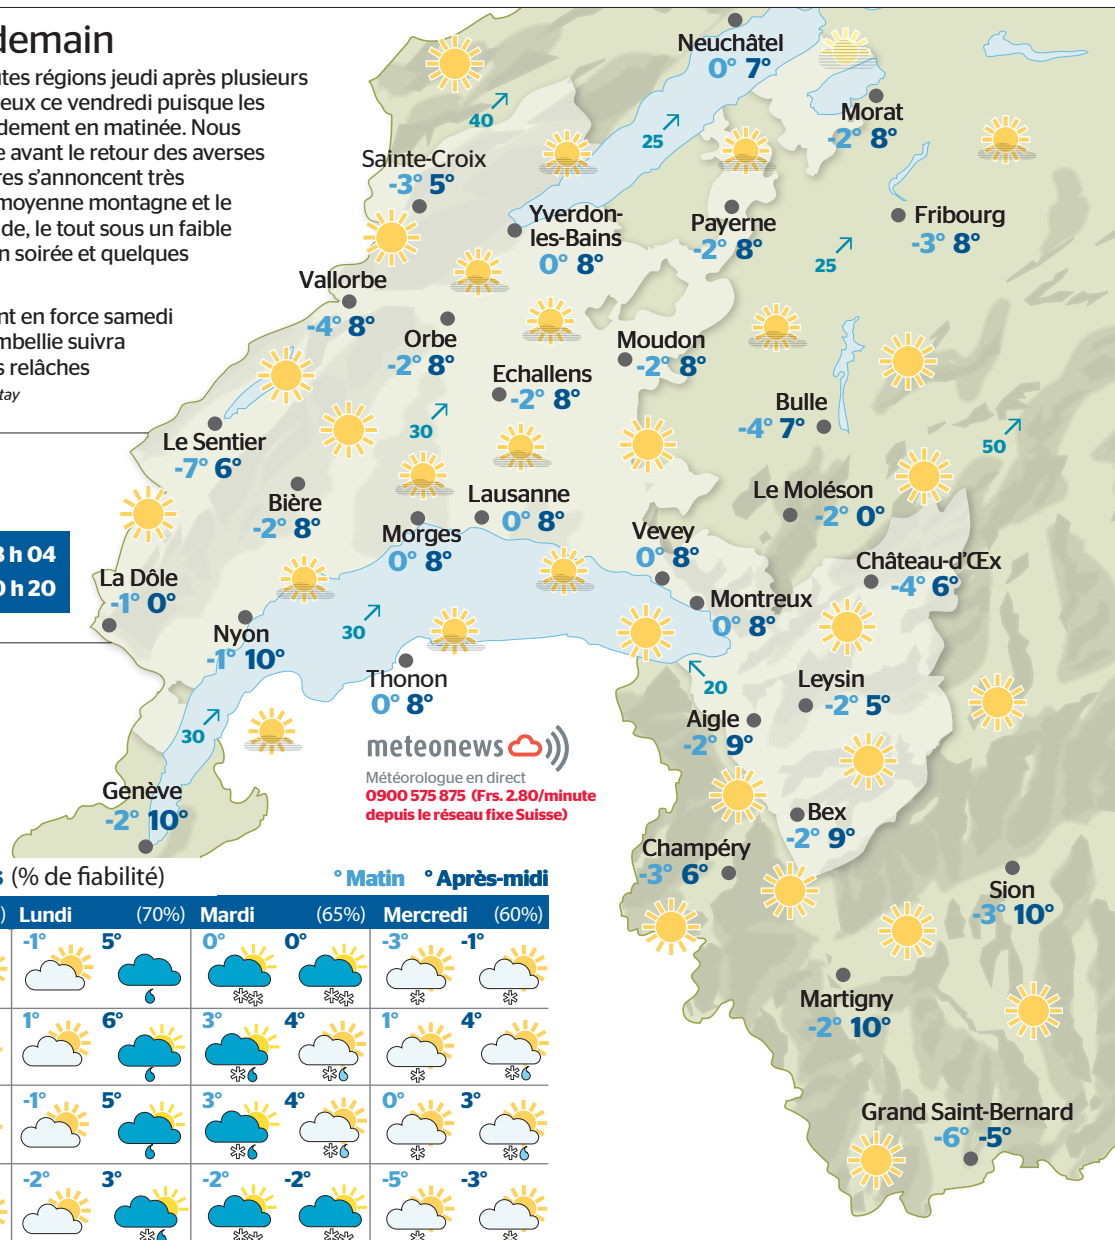 demain
utes régions jeudi après plusieurs
eux ce vendredi puisque les
dement en matinée. Nous
e avant le retour des averses
res s'annoncent très
moyenne montagne et le
de, le tout sous un faible
n soirée et quelques
nt en force samedi
mbellie suivra
s relâches
tay
h 04
h 20
Neuchâtel
0° 7°
Morat
-2° 8°
40
25
Sainte-Croix
-3° 5°
Yverdon-
les-Bains
0° 8°
Payerne
-2° 8°
Fribourg
-3° 8°
25
Vallorbe
-4° 8°
Orbe
-2° 8°
Moudon
-2° 8°
Echallens
-2° 8°
Bulle
-4° 7°
30
50
Le Sentier
-7° 6°
Bière
-2° 8°
Lausanne
0° 8°
Le Moléson
-2° 0°
Morges
0° 8°
Vevey
0° 8°
Château-d'Œx
-4° 6°
La Dôle
-1° 0°
Montreux
0° 8°
Nyon
-1° 10°
30
Thonon
0° 8°
20
Leysin
-2° 5°
Aigle
-2° 9°
30
meteonews
Météorologue en direct
0900 575 875 (Frs. 2.80/minute
depuis le réseau fixe Suisse)
Genève
-2° 10°
Bex
-2° 9°
Champéry
-3° 6°
Sion
-3° 10°
Martigny
-2° 10°
Grand Saint-Bernard
-6° -5°
s (% de fiabilité)
° Matin ° Après-midi
) Lundi (70%) Mardi (65%) Mercredi (60%)
-1° 5° 0° 0° -3° -1°
1° 6° 3° 4° 1° 4°
-1° 5° 3° 4° 0° 3°
-2° 3° -2° -2° -5° -3°